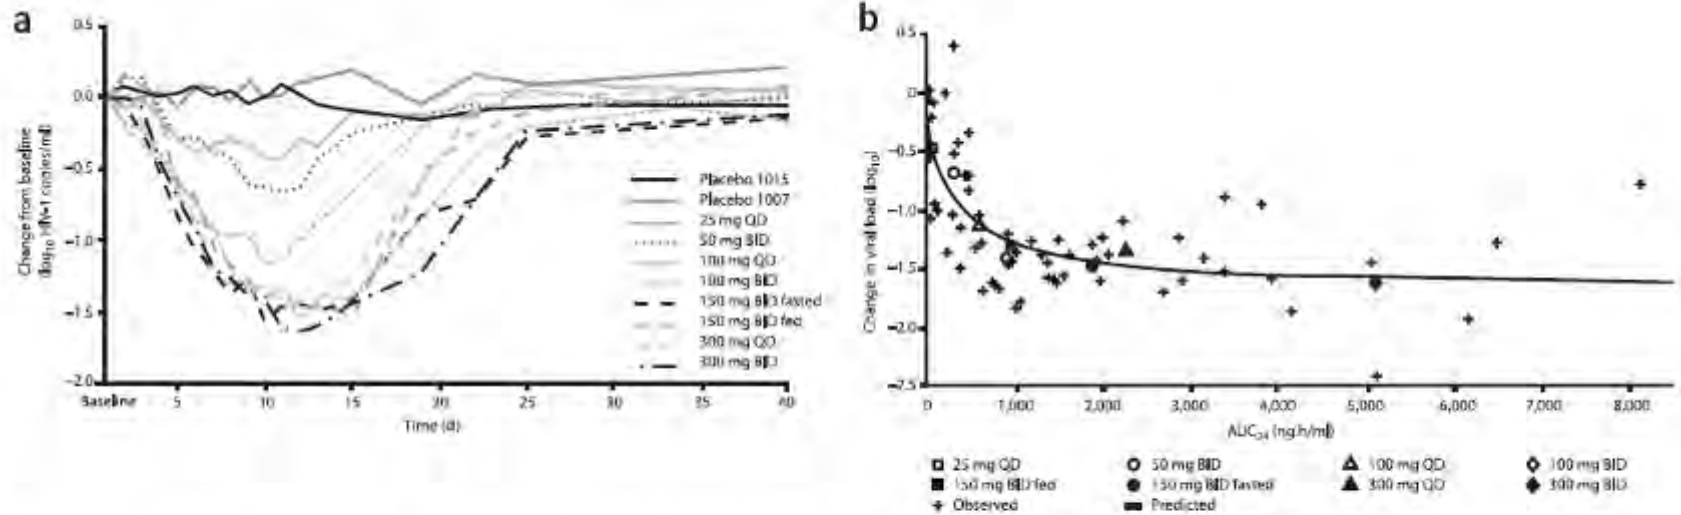 a
0.5
0.0
−0.5
−1.0
−1.5
−2.0
Change from baseline
(log10 HIV-1 copies/ml)
Baseline 5 10 15 20 25 30 35 40
Time (d)
Placebo 1015
Placebo 1007
25 mg QD
50 mg BID
100 mg QD
100 mg BID
150 mg BID fasted
150 mg BID fed
300 mg QD
300 mg BID
b
0.5
0
−0.5
−1.0
−1.5
−2.0
−2.5
Change in viral load (log10)
0 1,000 2,000 3,000 4,000 5,000 6,000 7,000 8,000
AUC24 (ng.h/ml)
25 mg QD 50 mg BID 100 mg QD 100 mg BID
150 mg BID fed 150 mg BID fasted 300 mg QD 300 mg BID
Observed Predicted